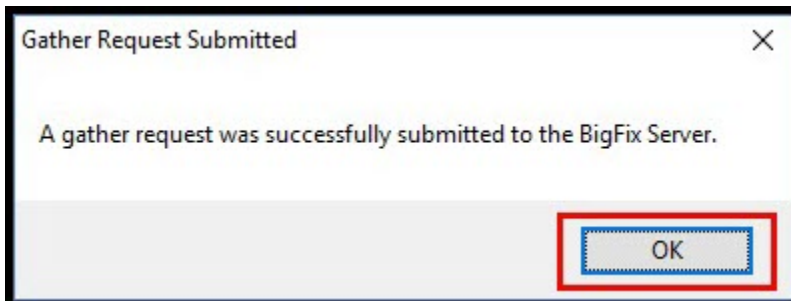 Gather Request Submitted
A gather request was successfully submitted to the BigFix Server.
OK